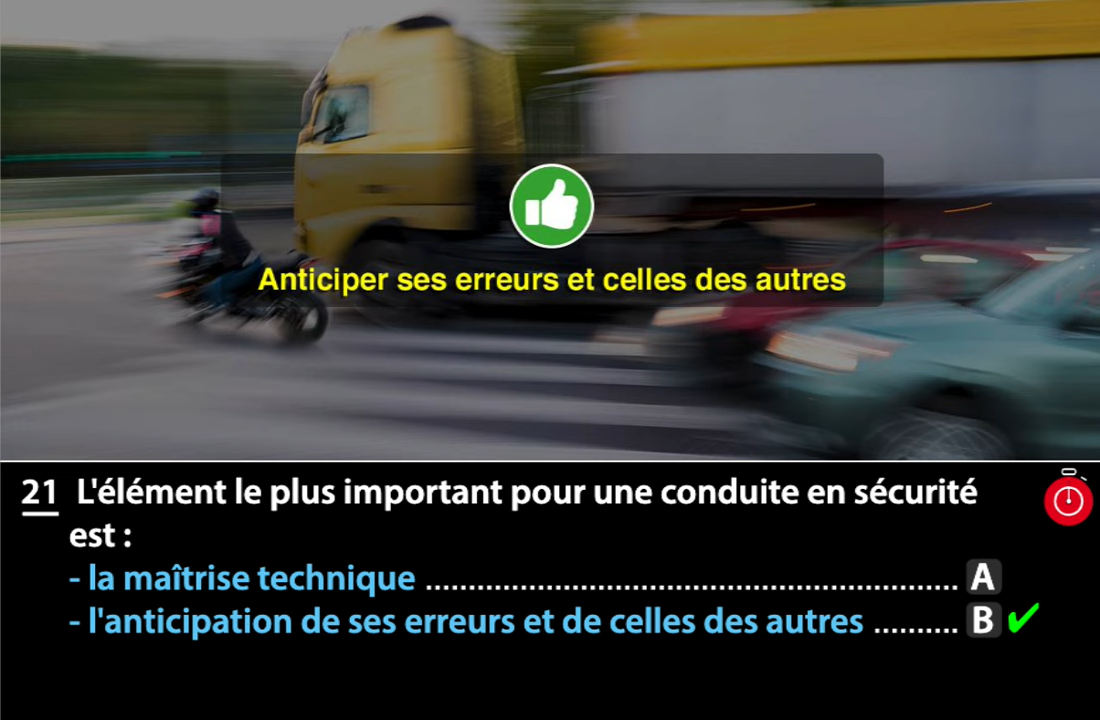 Anticiper ses erreurs et celles des autres
21 L'élément le plus important pour une conduite en sécurité
est :
- la maîtrise technique ............................................................ A
- l'anticipation de ses erreurs et de celles des autres .......... B